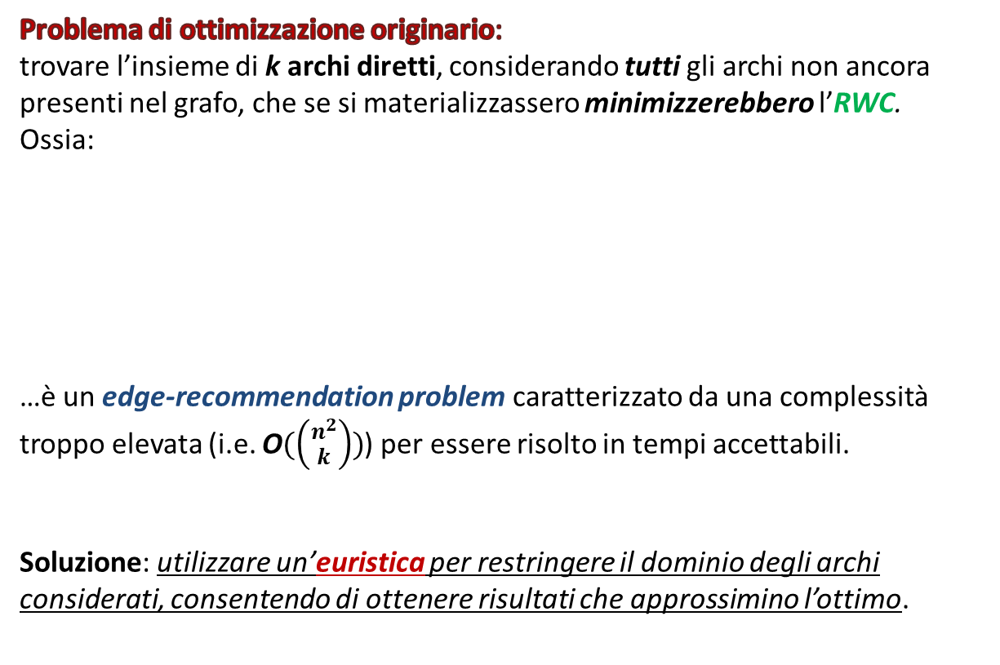 Problema di ottimizzazione originario:
trovare l’insieme di k archi diretti, considerando tutti gli archi non ancora
presenti nel grafo, che se si materializzassero minimizzerebbero l’RWC.
Ossia:
…è un edge-recommendation problem caratterizzato da una complessità
troppo elevata (i.e. O((n² k))) per essere risolto in tempi accettabili.
Soluzione: utilizzare un’euristica per restringere il dominio degli archi
considerati, consentendo di ottenere risultati che approssimino l’ottimo.